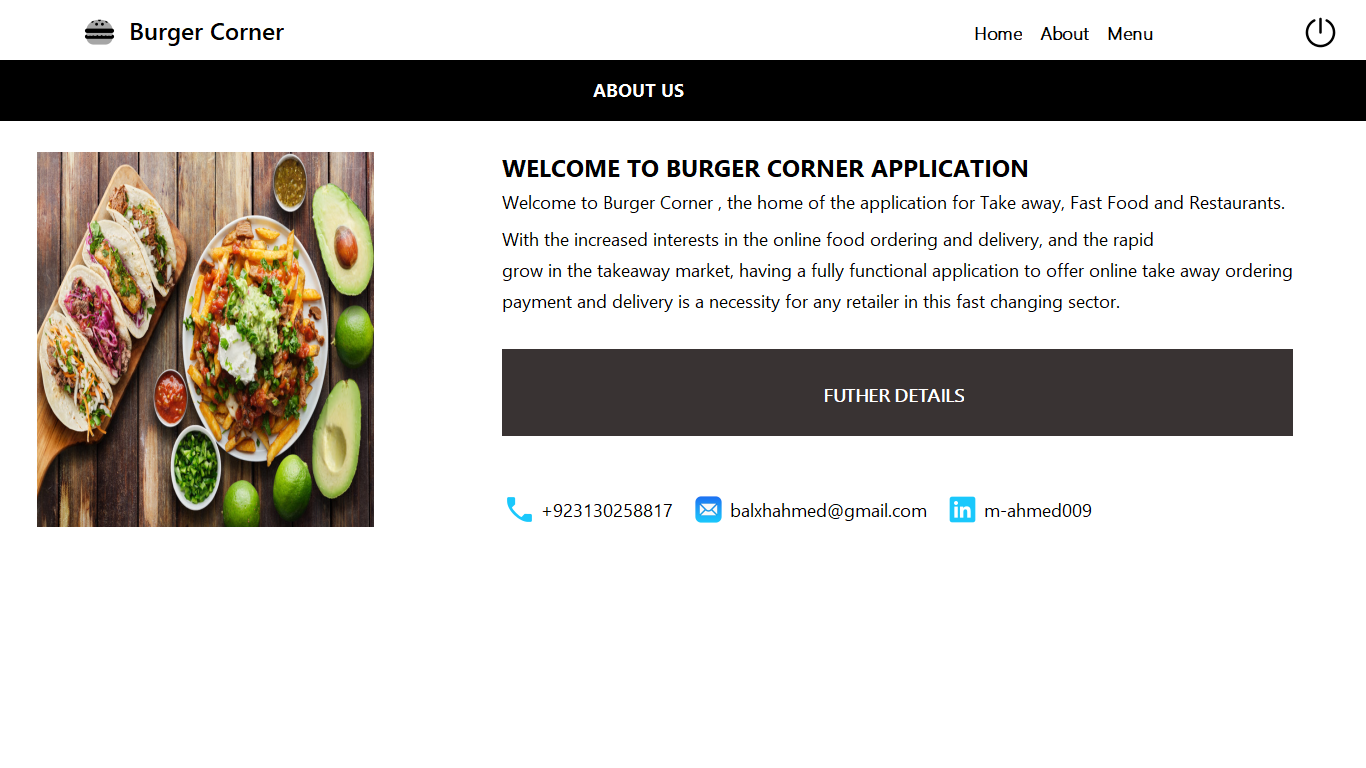 Burger Corner
Home About Menu
ABOUT US
WELCOME TO BURGER CORNER APPLICATION
Welcome to Burger Corner , the home of the application for Take away, Fast Food and Restaurants.
With the increased interests in the online food ordering and delivery, and the rapid
grow in the takeaway market, having a fully functional application to offer online take away ordering
payment and delivery is a necessity for any retailer in this fast changing sector.
FUTHER DETAILS
+923130258817 balxhahmed@gmail.com in m-ahmed009